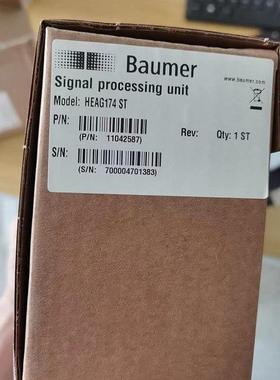 Baumer
www.baumer.com
Signal processing unit
Model: HEAG174 ST
P/N:
(P/N: 11042587)
Rev:
Qty: 1 ST
S/N:
(S/N: 700004701383)